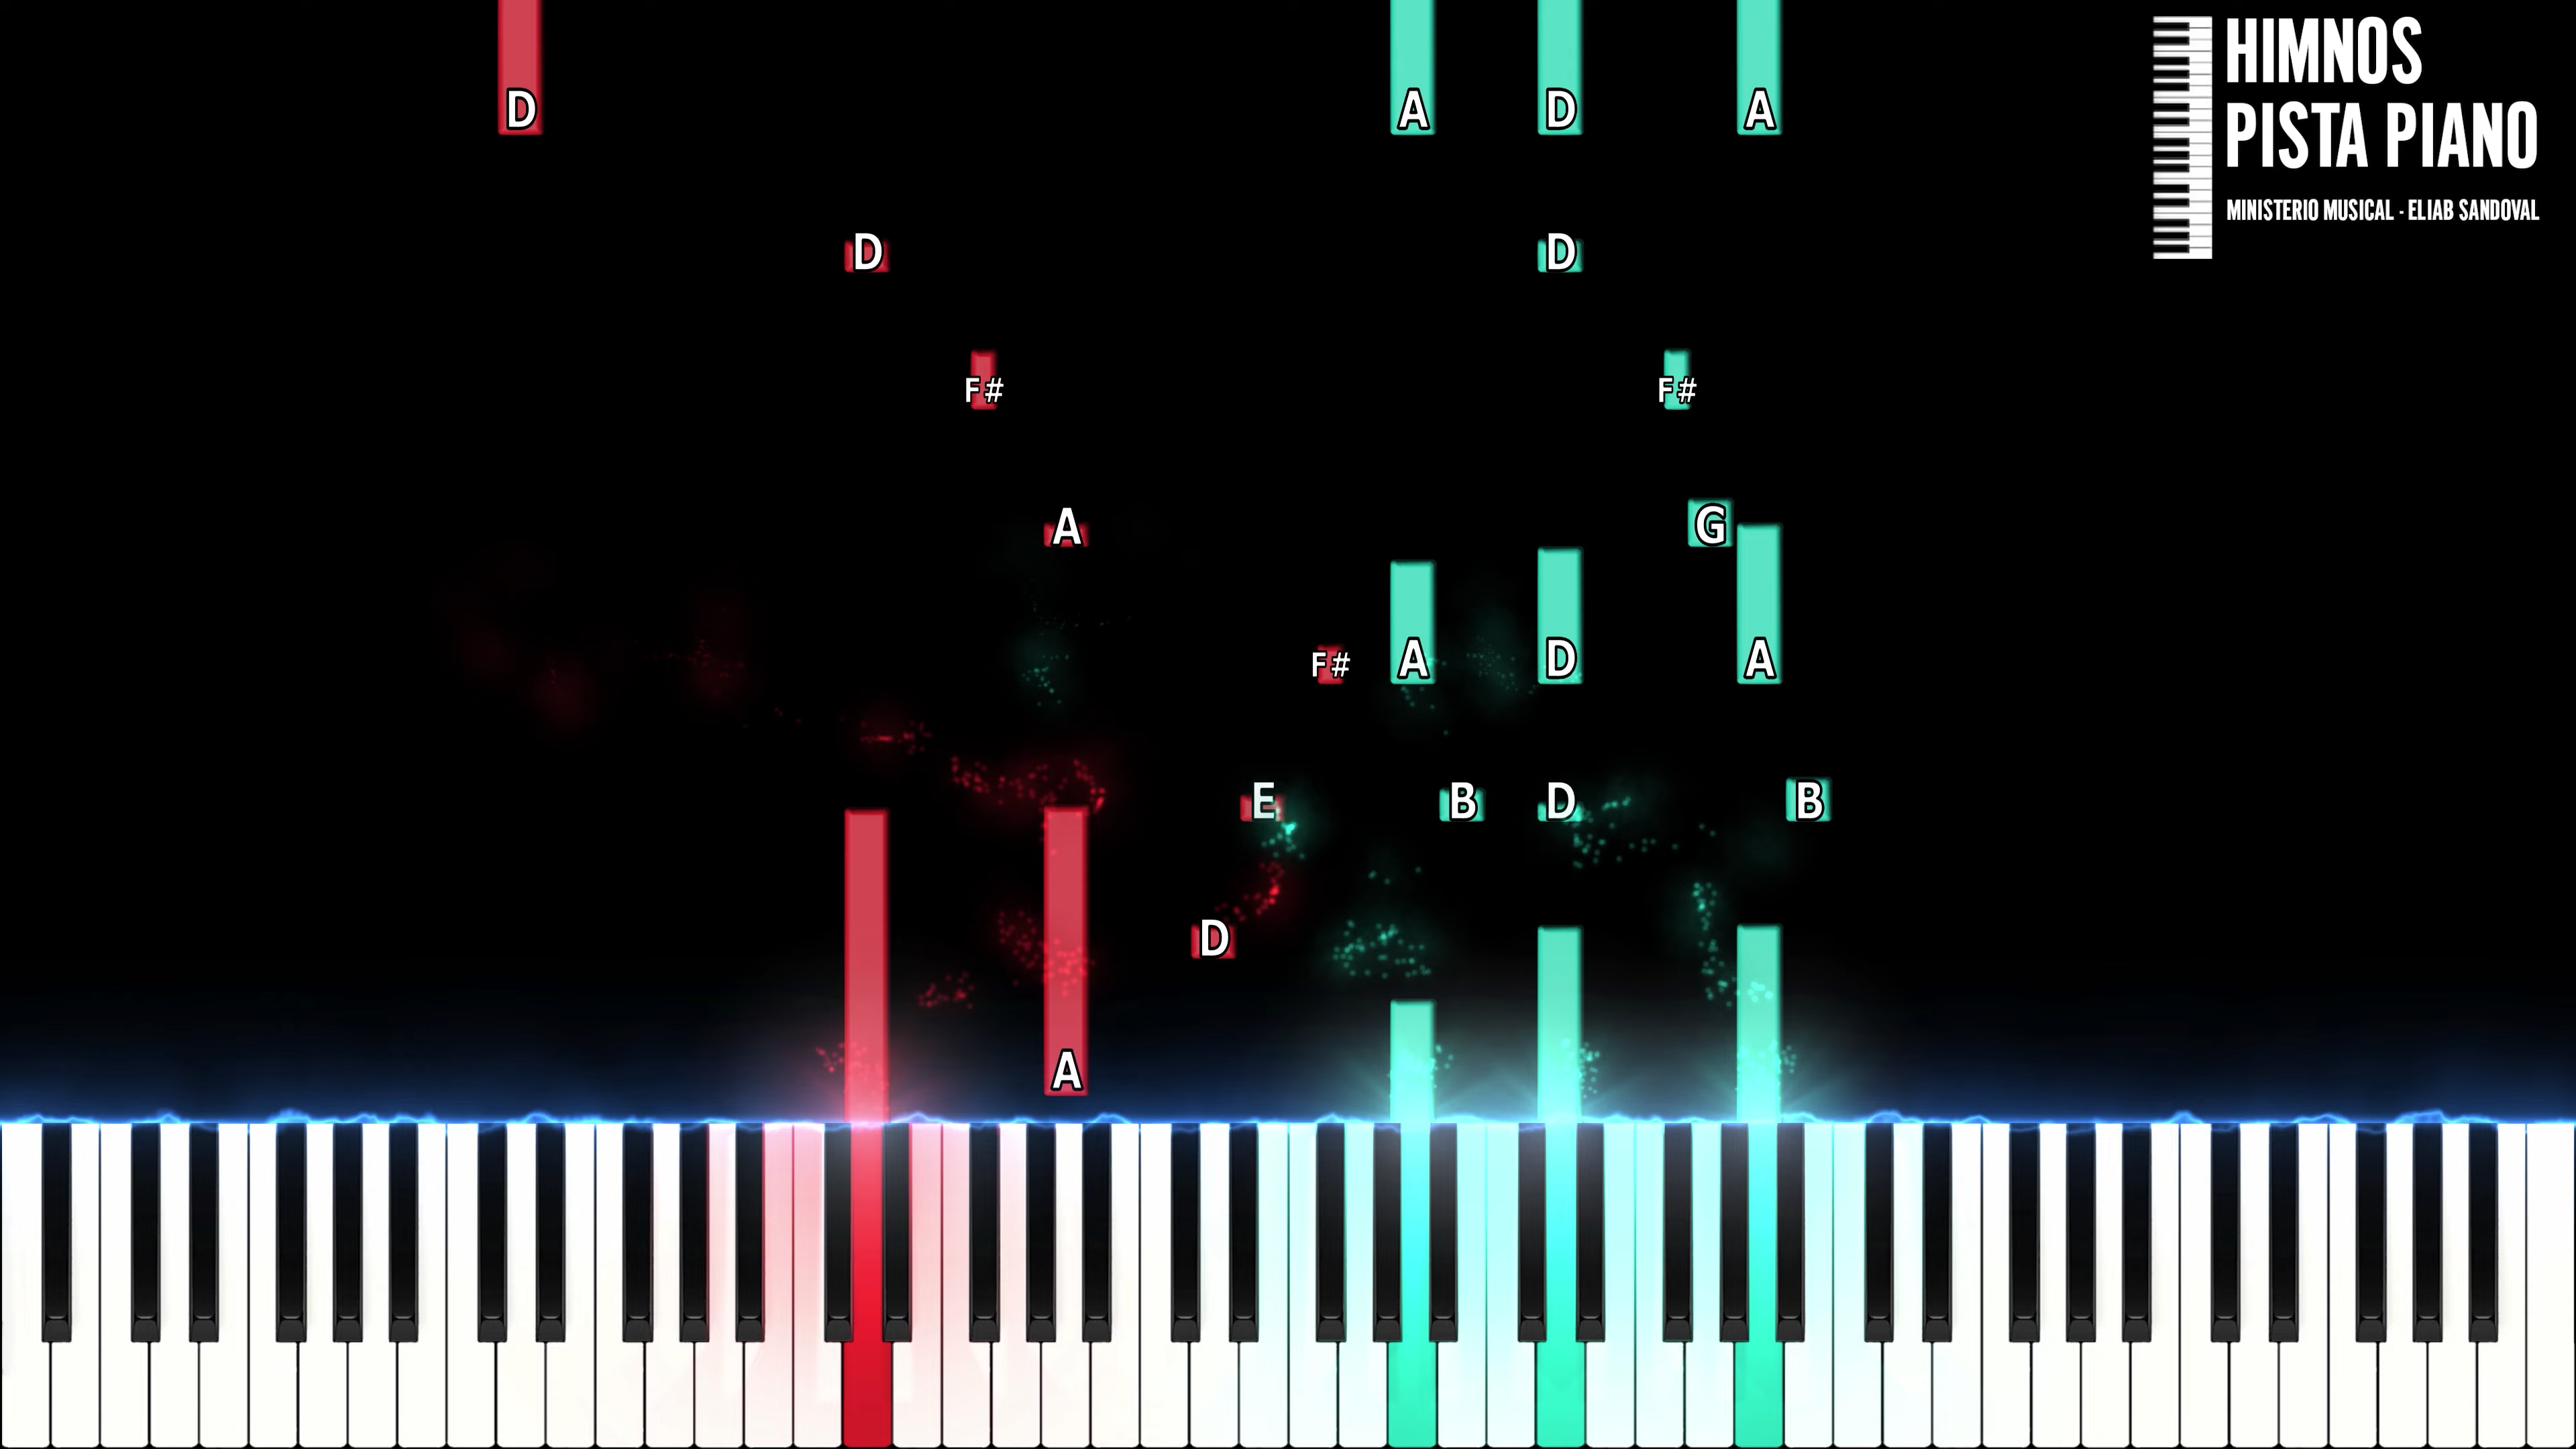 HIMNOS
PISTA PIANO
MINISTERIO MUSICAL - ELIAB SANDOVAL
D A D A
D D
F# F#
A G
F# A D A
E B D B
D
A